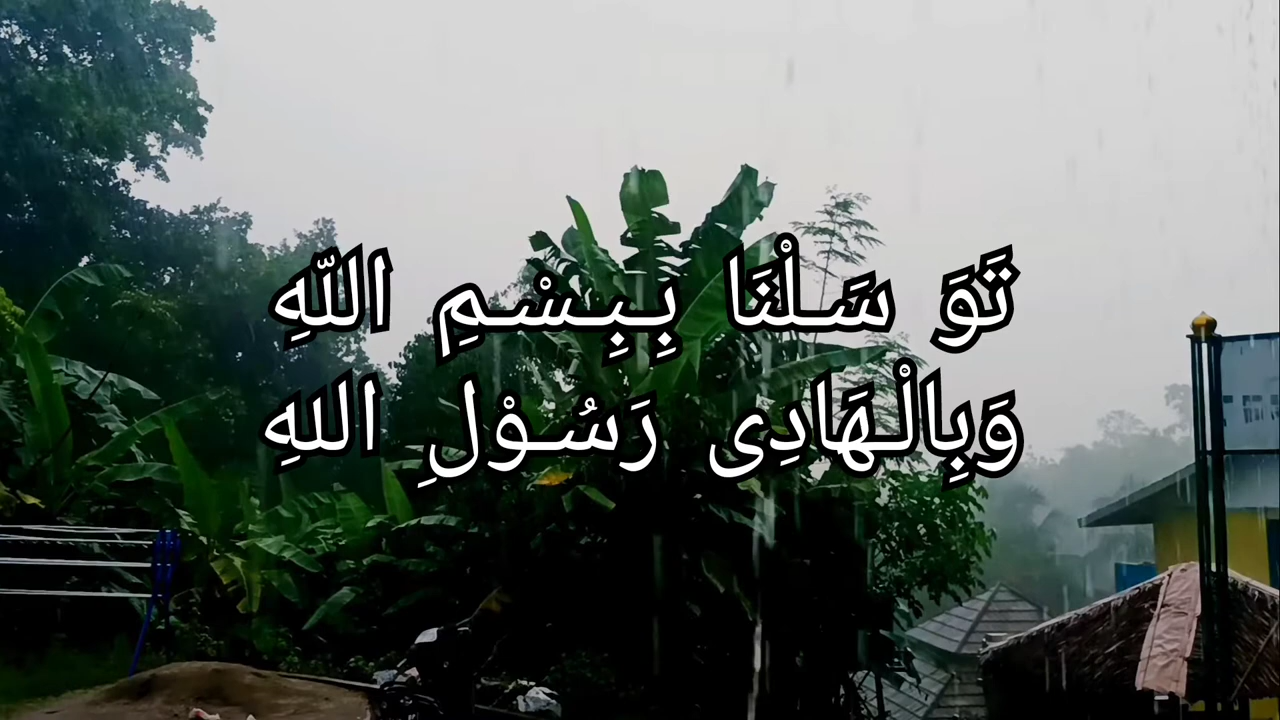 تَوَ سَلْنَا بِبِسْمِ اللّهِ
وَبِالْهَادِى رَسُوْلِ اللهِ